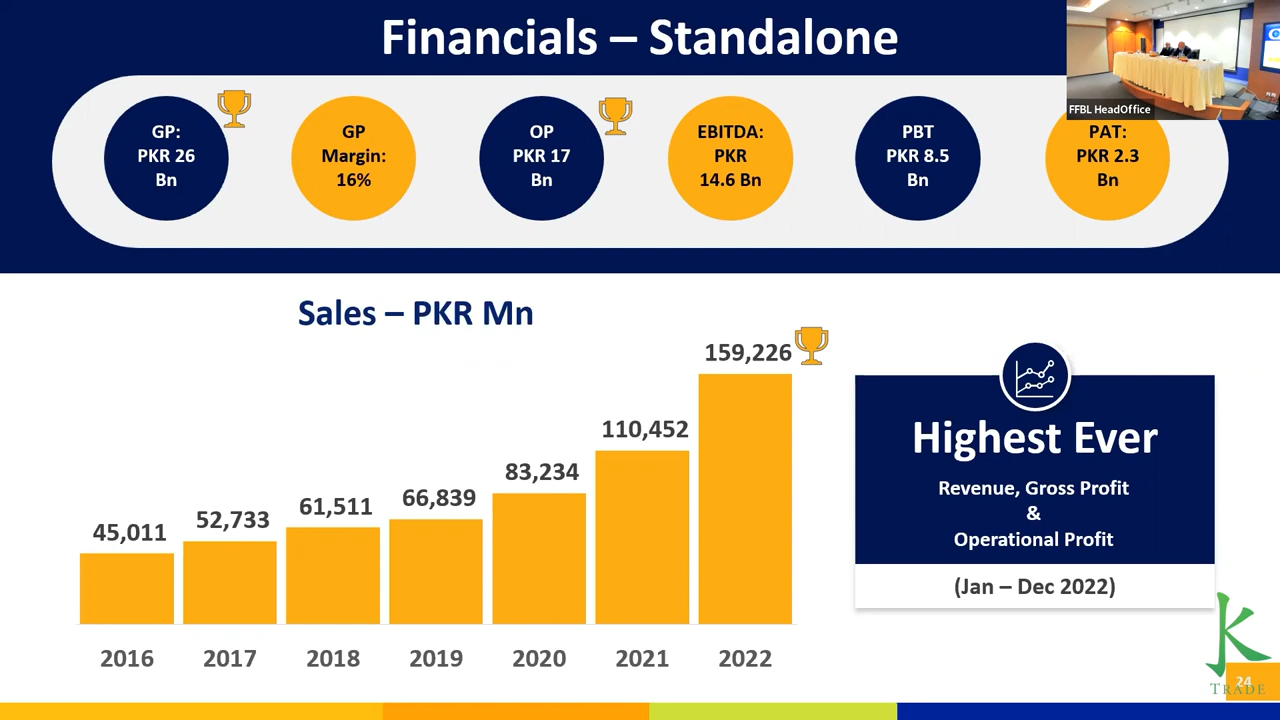 Financials – Standalone
FFBL HeadOffice
GP:
PKR 26
Bn
GP
Margin:
16%
OP
PKR 17
Bn
EBITDA:
PKR
14.6 Bn
PBT
PKR 8.5
Bn
PAT:
PKR 2.3
Bn
Sales – PKR Mn
45,011
52,733
61,511
66,839
83,234
110,452
159,226
2016
2017
2018
2019
2020
2021
2022
Highest Ever
Revenue, Gross Profit
&
Operational Profit
(Jan – Dec 2022)
K
TRADE
24